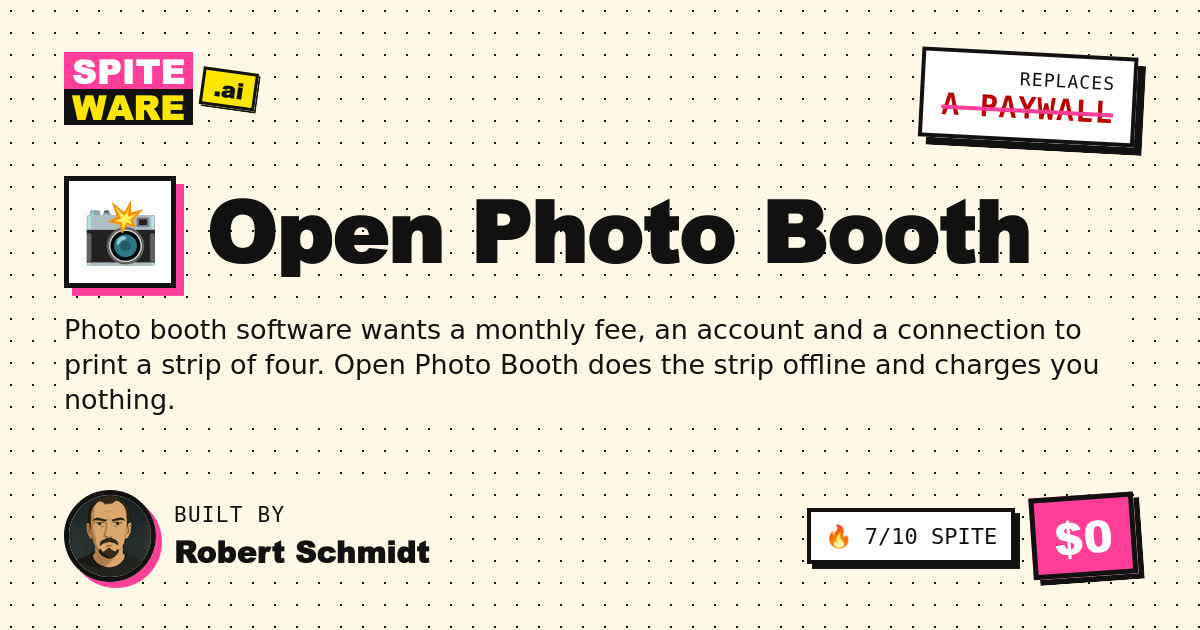 SPITE
WARE
.ai
REPLACES
A PAYWALL
Open Photo Booth
Photo booth software wants a monthly fee, an account and a connection to
print a strip of four. Open Photo Booth does the strip offline and charges you
nothing.
BUILT BY
Robert Schmidt
7/10 SPITE
$0